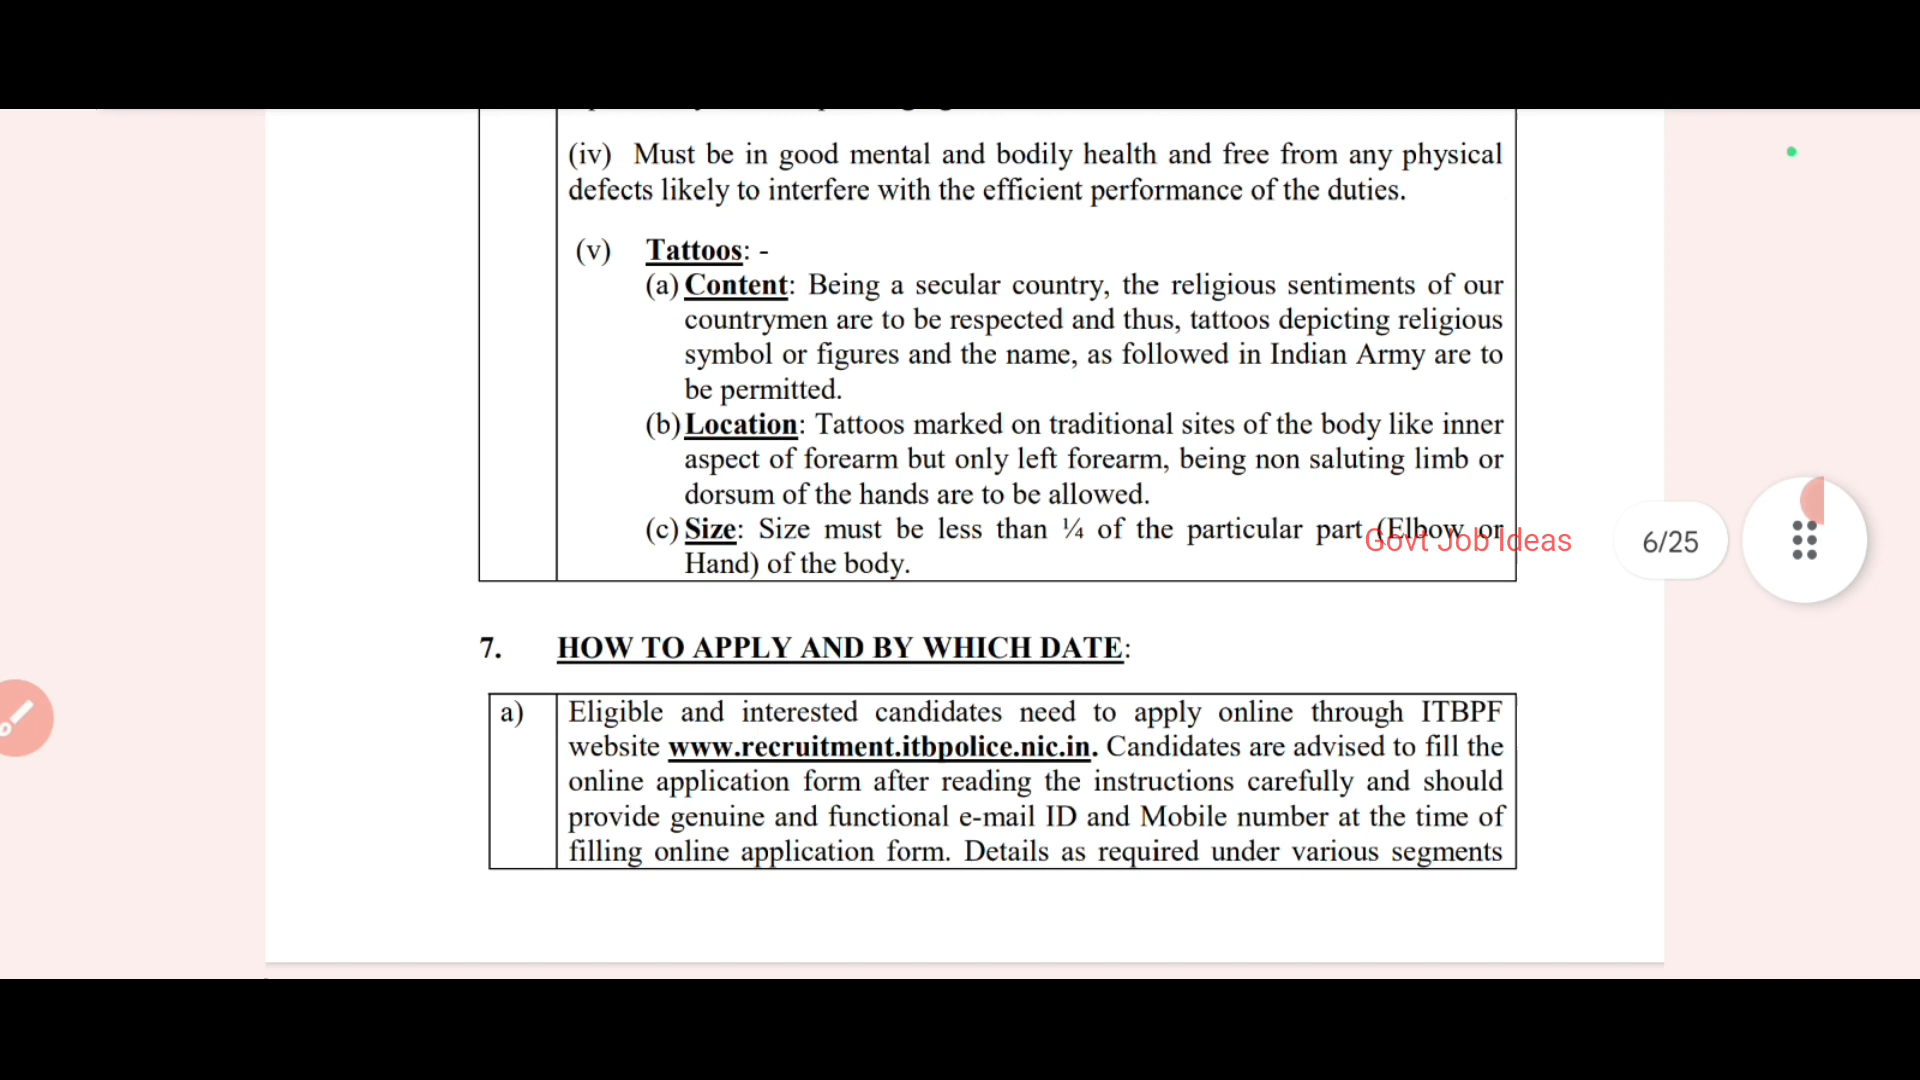 (iv) Must be in good mental and bodily health and free from any physical
defects likely to interfere with the efficient performance of the duties.
(v) Tattoos: -
(a) Content: Being a secular country, the religious sentiments of our
countrymen are to be respected and thus, tattoos depicting religious
symbol or figures and the name, as followed in Indian Army are to
be permitted.
(b) Location: Tattoos marked on traditional sites of the body like inner
aspect of forearm but only left forearm, being non saluting limb or
dorsum of the hands are to be allowed.
(c) Size: Size must be less than ¼ of the particular part (Elbow or
Hand) of the body.
Govt Job Ideas
6/25
7. HOW TO APPLY AND BY WHICH DATE:
a) Eligible and interested candidates need to apply online through ITBPF
website www.recruitment.itbpolice.nic.in. Candidates are advised to fill the
online application form after reading the instructions carefully and should
provide genuine and functional e-mail ID and Mobile number at the time of
filling online application form. Details as required under various segments